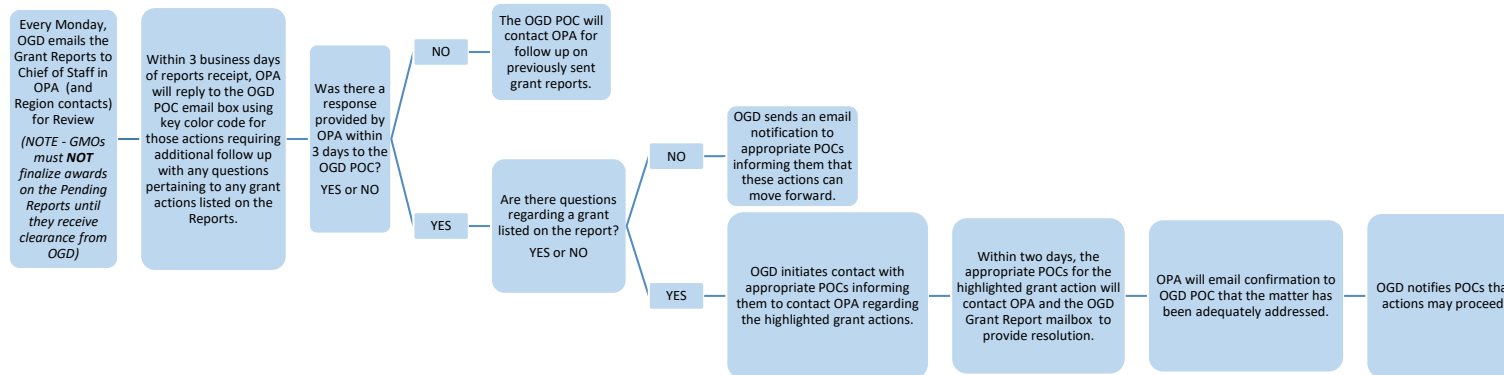 Every Monday,
OGD emails the
Grant Reports to
Chief of Staff in
OPA (and
Region contacts)
for Review
(NOTE - GMOs
must NOT
finalize awards
on the Pending
Reports until
they receive
clearance from
OGD)
Within 3 business days
of reports receipt, OPA
will reply to the OGD
POC email box using
key color code for
those actions requiring
additional follow up
with any questions
pertaining to any grant
actions listed on the
Reports.
Was there a
response
provided by
OPA within
3 days to the
OGD POC?
YES or NO
NO
The OGD POC will
contact OPA for
follow up on
previously sent
grant reports.
YES
Are there questions
regarding a grant
listed on the report?
YES or NO
NO
OGD sends an email
notification to
appropriate POCs
informing them that
these actions can
move forward.
YES
OGD initiates contact with
appropriate POCs informing
them to contact OPA regarding
the highlighted grant actions.
Within two days, the
appropriate POCs for the
highlighted grant action will
contact OPA and the OGD
Grant Report mailbox to
provide resolution.
OPA will email confirmation to
OGD POC that the matter has
been adequately addressed.
OGD notifies POCs tha
actions may proceed